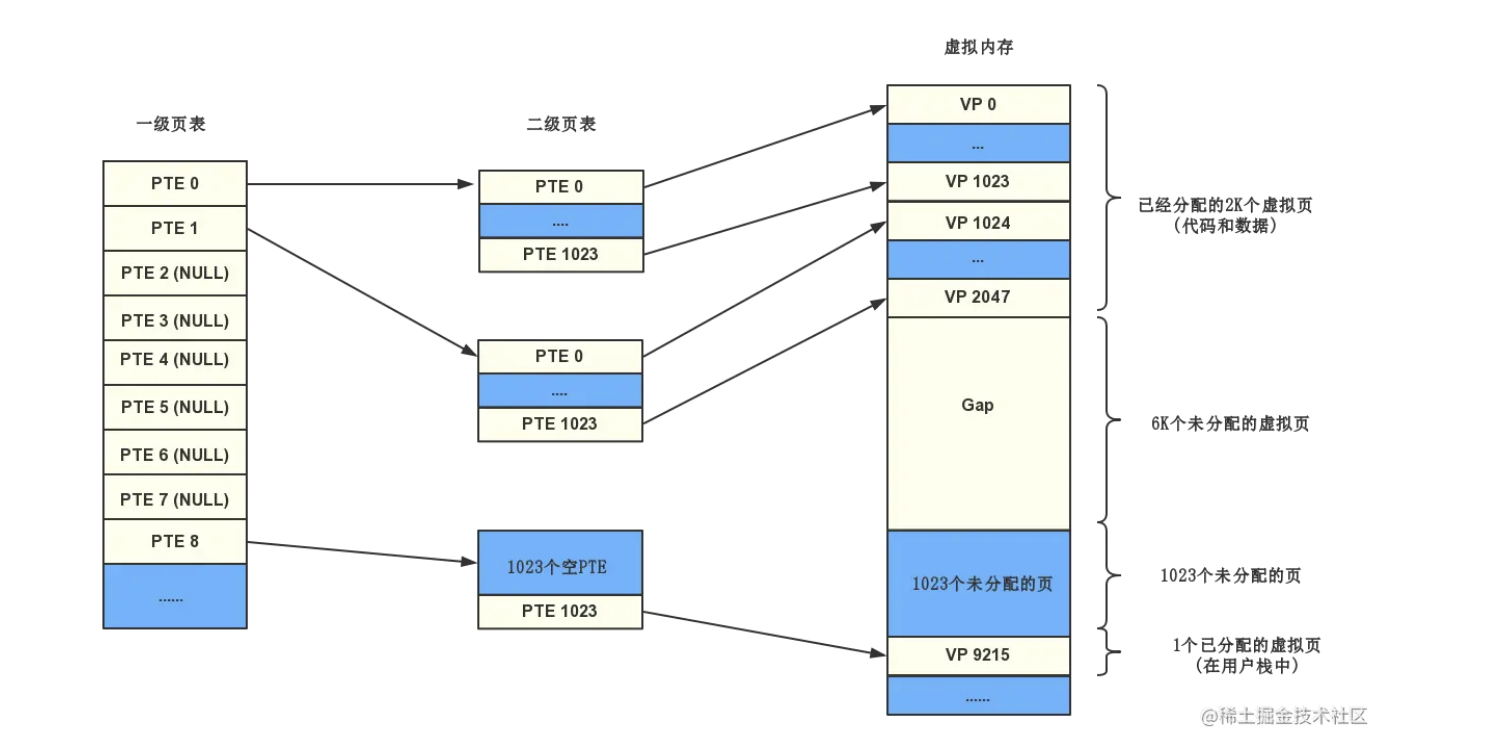 一级页表
PTE 0
PTE 1
PTE 2 (NULL)
PTE 3 (NULL)
PTE 4 (NULL)
PTE 5 (NULL)
PTE 6 (NULL)
PTE 7 (NULL)
PTE 8
......
二级页表
PTE 0
....
PTE 1023
PTE 0
....
PTE 1023
1023个空PTE
PTE 1023
虚拟内存
VP 0
...
VP 1023
VP 1024
...
VP 2047
Gap
1023个未分配的页
VP 9215
......
已经分配的2K个虚拟页
(代码和数据)
6K个未分配的虚拟页
1023个未分配的页
1个已分配的虚拟页
(在用户栈中)
@稀土掘金技术社区